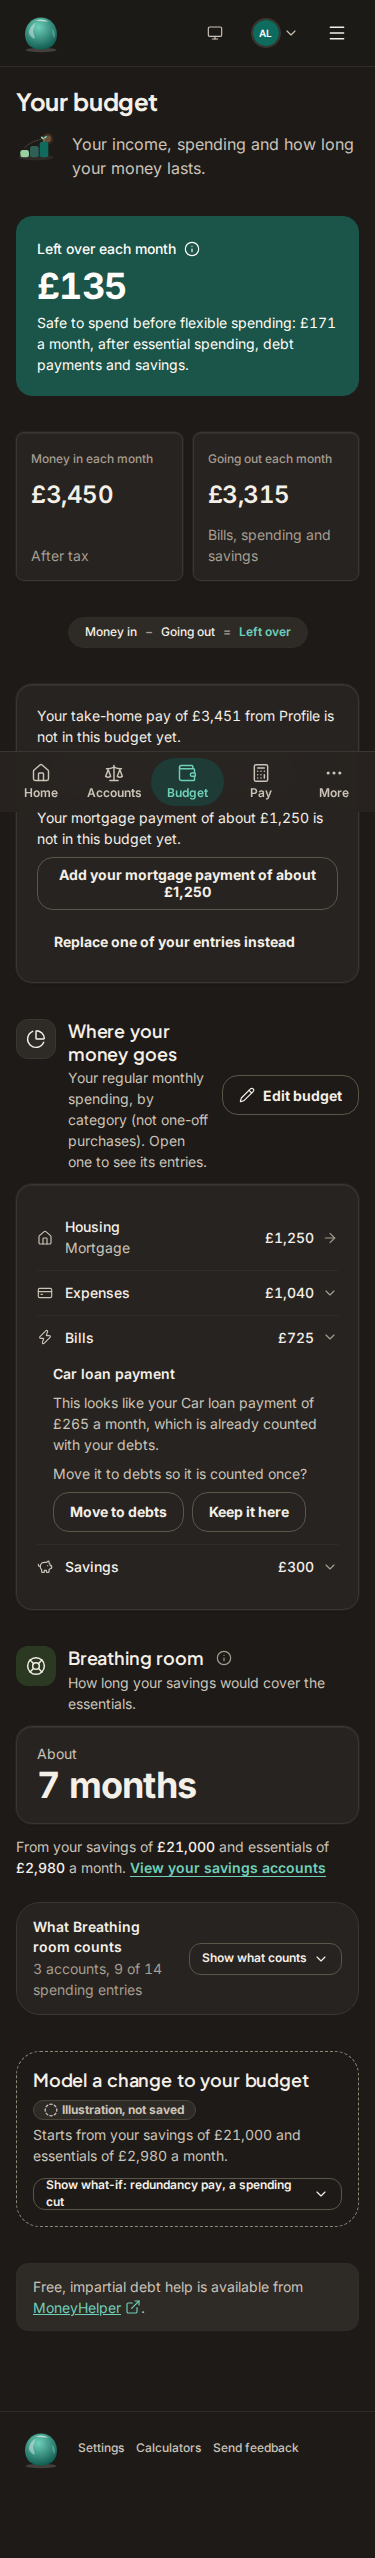 AL
Your budget
Your income, spending and how long
your money lasts.
Left over each month
£135
Safe to spend before flexible spending: £171
a month, after essential spending, debt
payments and savings.
Money in each month
£3,450
After tax
Going out each month
£3,315
Bills, spending and
savings
Money in − Going out = Left over
Your take-home pay of £3,451 from Profile is
not in this budget yet.
Home
Accounts
Budget
Pay
More
Your mortgage payment of about £1,250 is
not in this budget yet.
Add your mortgage payment of about
£1,250
Replace one of your entries instead
Where your
money goes
Your regular monthly
spending, by
category (not one-off
purchases). Open
one to see its entries.
Edit budget
Housing
Mortgage
£1,250
Expenses
£1,040
Bills
£725
Car loan payment
This looks like your Car loan payment of
£265 a month, which is already counted
with your debts.
Move it to debts so it is counted once?
Move to debts
Keep it here
Savings
£300
Breathing room
How long your savings would cover the
essentials.
About
7 months
From your savings of £21,000 and essentials of
£2,980 a month. View your savings accounts
What Breathing
room counts
3 accounts, 9 of 14
spending entries
Show what counts
Model a change to your budget
Illustration, not saved
Starts from your savings of £21,000 and
essentials of £2,980 a month.
Show what-if: redundancy pay, a spending
cut
Free, impartial debt help is available from
MoneyHelper.
Settings
Calculators
Send feedback